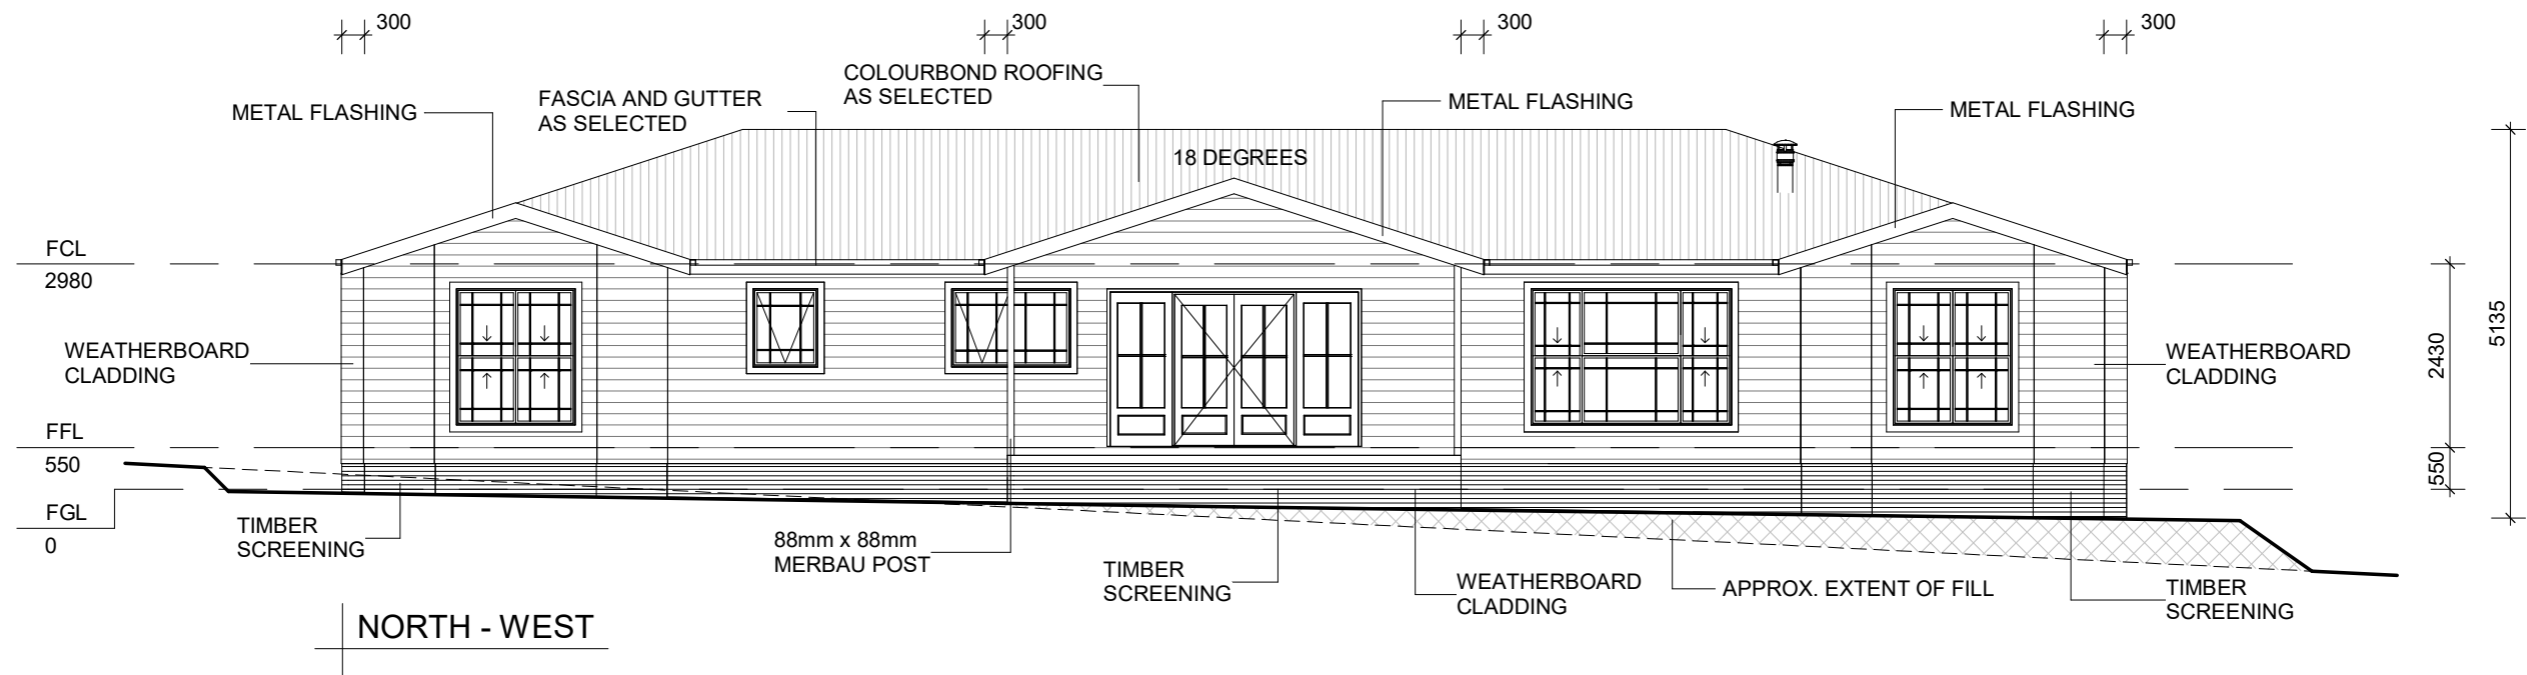 300
300
300
300
COLOURBOND ROOFING
AS SELECTED
FASCIA AND GUTTER
AS SELECTED
METAL FLASHING
METAL FLASHING
METAL FLASHING
18 DEGREES
FCL
2980
WEATHERBOARD
CLADDING
WEATHERBOARD
CLADDING
5135
2430
550
FFL
550
FGL
0
TIMBER
SCREENING
88mm x 88mm
MERBAU POST
TIMBER
SCREENING
WEATHERBOARD
CLADDING
APPROX. EXTENT OF FILL
TIMBER
SCREENING
NORTH - WEST